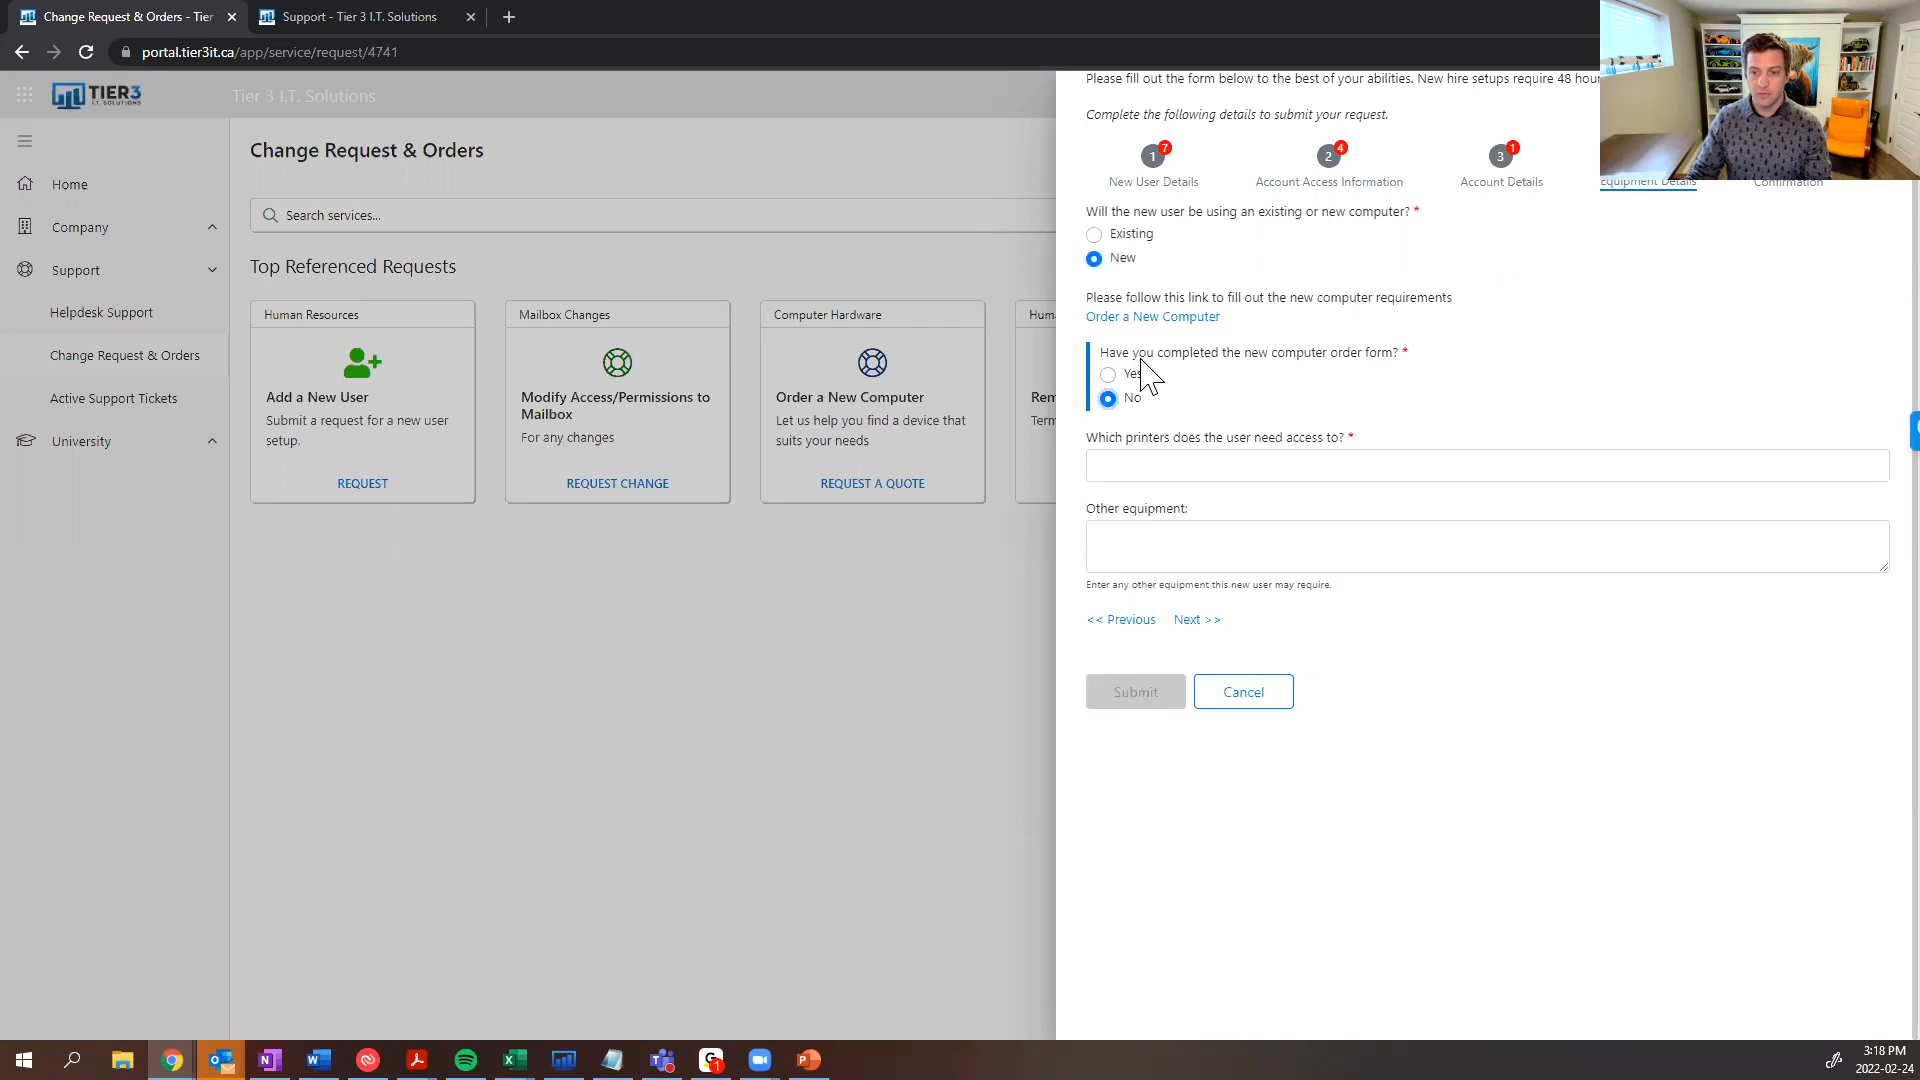 Change Request & Orders - Tier
Support - Tier 3 I.T. Solutions
portal.tier3it.ca/app/service/request/4741
TIER3
I.T. SOLUTIONS
Tier 3 I.T. Solutions
Home
Company
Support
Helpdesk Support
Change Request & Orders
Active Support Tickets
University
Change Request & Orders
Search services...
Top Referenced Requests
Human Resources
Add a New User
Submit a request for a new user
setup.
REQUEST
Mailbox Changes
Modify Access/Permissions to
Mailbox
For any changes
REQUEST CHANGE
Computer Hardware
Order a New Computer
Let us help you find a device that
suits your needs
REQUEST A QUOTE
Hum
Rem
Term
Please fill out the form below to the best of your abilities. New hire setups require 48 hour
Complete the following details to submit your request.
1 7
New User Details
2 4
Account Access Information
3 1
Account Details
Equipment Details
Confirmation
Will the new user be using an existing or new computer? *
Existing
New
Please follow this link to fill out the new computer requirements
Order a New Computer
Have you completed the new computer order form? *
Yes
No
Which printers does the user need access to? *
Other equipment:
Enter any other equipment this new user may require.
<< Previous Next >>
Submit
Cancel
3:18 PM
2022-02-24